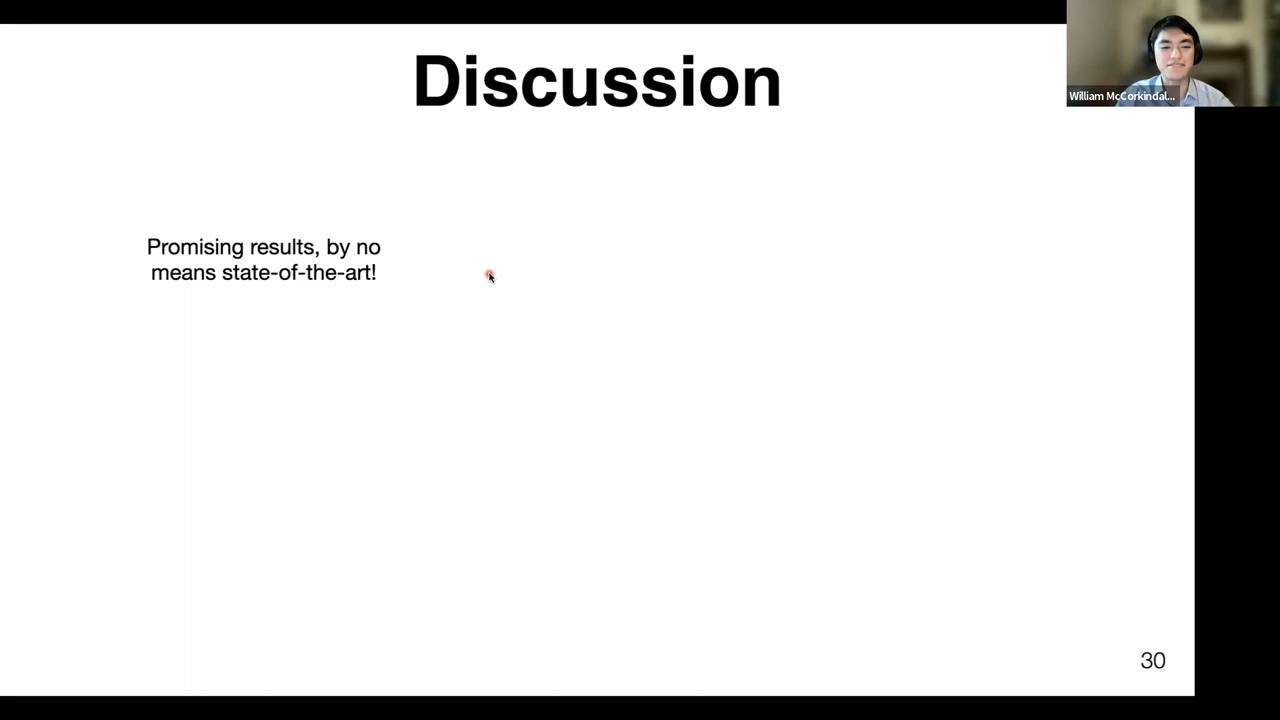 Discussion
William McCorkindal...
Promising results, by no
means state-of-the-art!
30